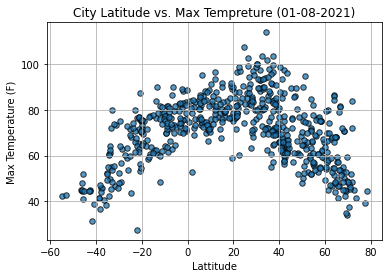 City Latitude vs. Max Tempreture (01-08-2021)
Max Temperature (F)
100
80
60
40
−60 −40 −20 0 20 40 60 80
Lattitude